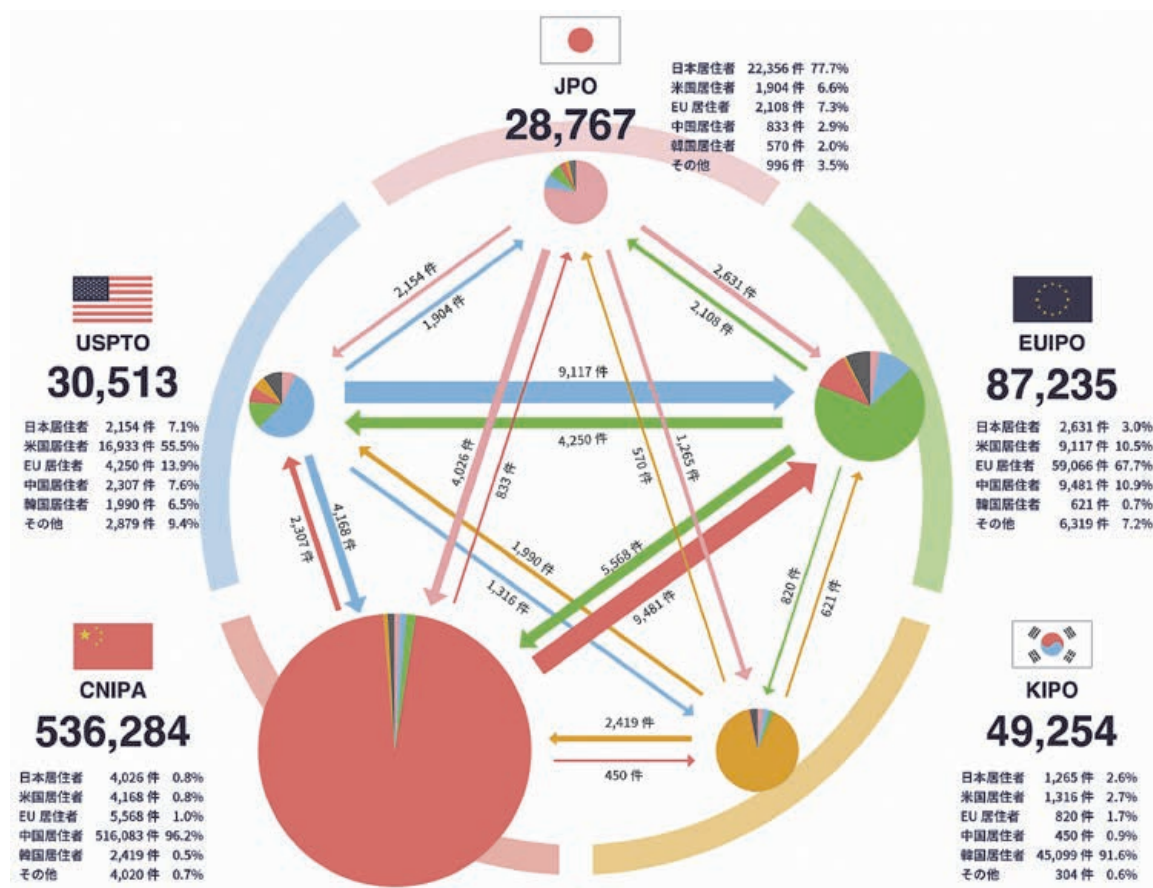 JPO
28,767
日本居住者 22,356 件 77.7%
米国居住者 1,904 件 6.6%
EU 居住者 2,108 件 7.3%
中国居住者 833 件 2.9%
韓国居住者 570 件 2.0%
その他 996 件 3.5%
USPTO
30,513
日本居住者 2,154 件 7.1%
米国居住者 16,933 件 55.5%
EU 居住者 4,250 件 13.9%
中国居住者 2,307 件 7.6%
韓国居住者 1,990 件 6.5%
その他 2,879 件 9.4%
EUIPO
87,235
日本居住者 2,631 件 3.0%
米国居住者 9,117 件 10.5%
EU 居住者 59,066 件 67.7%
中国居住者 9,481 件 10.9%
韓国居住者 621 件 0.7%
その他 6,319 件 7.2%
2,154 件
1,904 件
2,631 件
2,108 件
9,117 件
4,250 件
4,026 件
833 件
570 件
1,265 件
2,307 件
4,168 件
1,990 件
1,316 件
5,568 件
9,481 件
820 件
621 件
2,419 件
450 件
CNIPA
536,284
日本居住者 4,026 件 0.8%
米国居住者 4,168 件 0.8%
EU 居住者 5,568 件 1.0%
中国居住者 516,083 件 96.2%
韓国居住者 2,419 件 0.5%
その他 4,020 件 0.7%
KIPO
49,254
日本居住者 1,265 件 2.6%
米国居住者 1,316 件 2.7%
EU 居住者 820 件 1.7%
中国居住者 450 件 0.9%
韓国居住者 45,099 件 91.6%
その他 304 件 0.6%